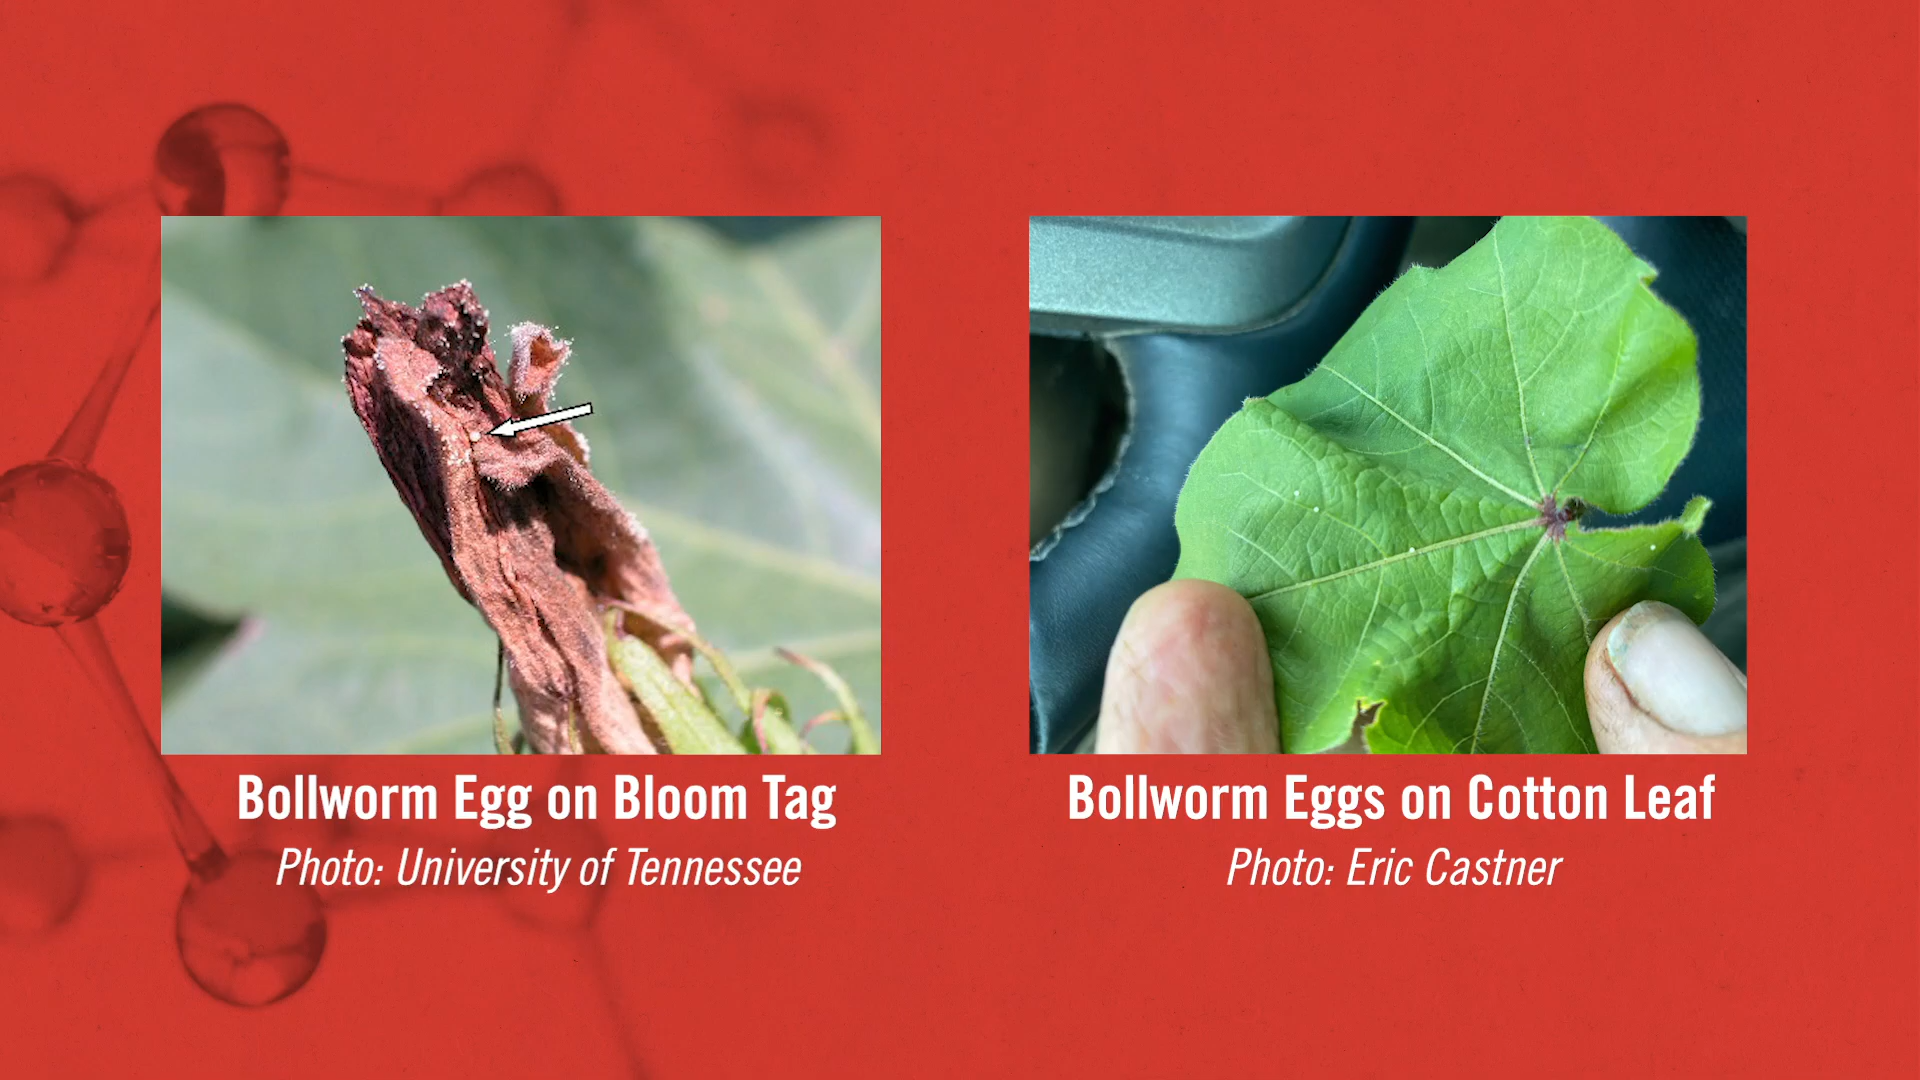 Bollworm Egg on Bloom Tag
Photo: University of Tennessee
Bollworm Eggs on Cotton Leaf
Photo: Eric Castner